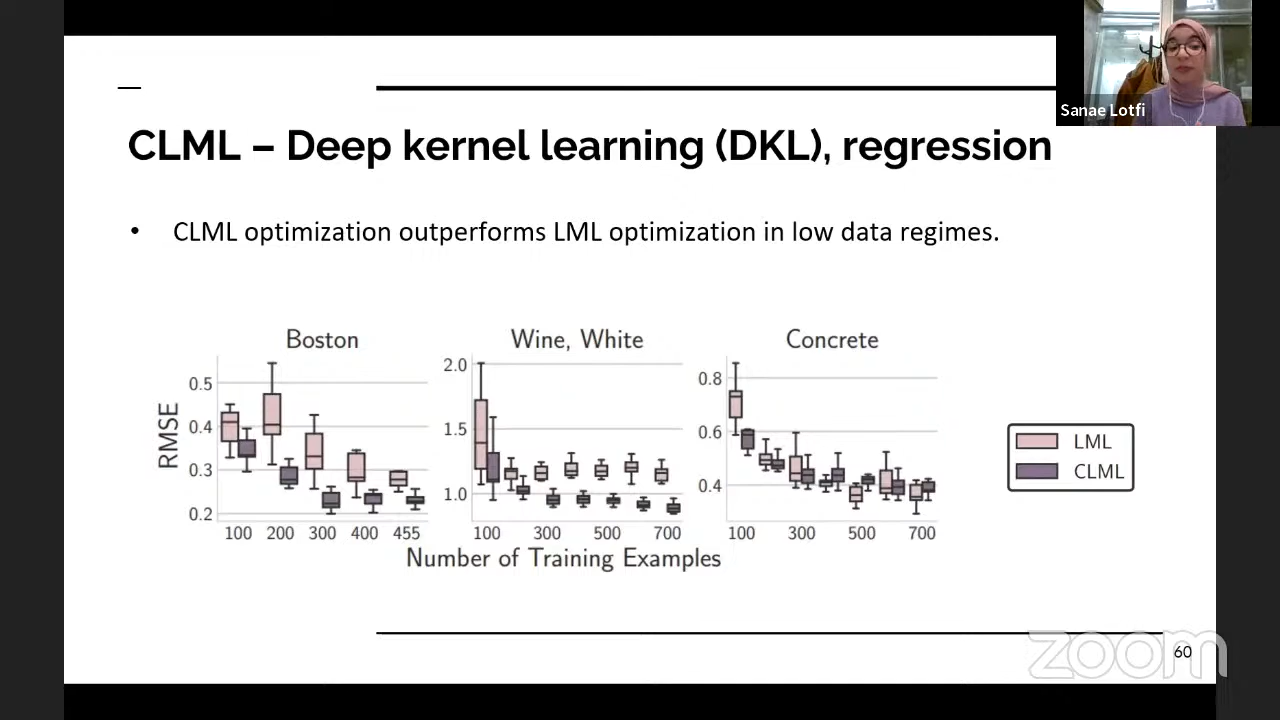 Sanae Lotfi
CLML – Deep kernel learning (DKL), regression
• CLML optimization outperforms LML optimization in low data regimes.
Boston
Wine, White
Concrete
RMSE
0.5
0.4
0.3
0.2
100 200 300 400 455
2.0
1.5
1.0
100 300 500 700
0.8
0.6
0.4
100 300 500 700
Number of Training Examples
LML
CLML
zoom
60